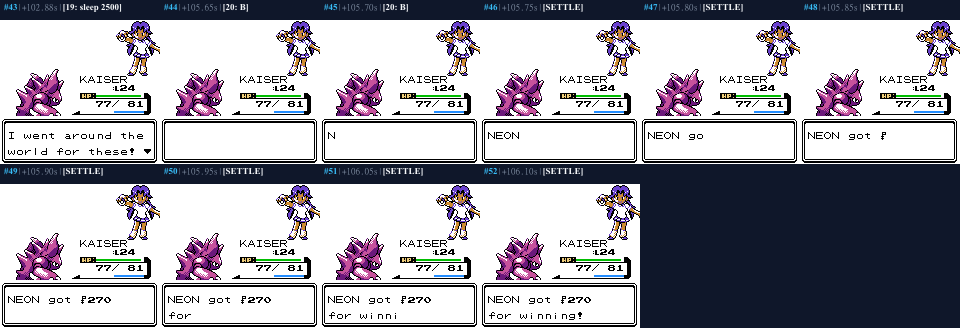 #43 | +102.88s | [19: sleep 2500]
KAISER
:L24
HP:
77/ 81
I went around the
world for these! ▼
#44 | +105.65s | [20: B]
KAISER
:L24
HP:
77/ 81
#45 | +105.70s | [20: B]
KAISER
:L24
HP:
77/ 81
N
#46 | +105.75s | [SETTLE]
KAISER
:L24
HP:
77/ 81
NEON
#47 | +105.80s | [SETTLE]
KAISER
:L24
HP:
77/ 81
NEON go
#48 | +105.85s | [SETTLE]
KAISER
:L24
HP:
77/ 81
NEON got ₽
#49 | +105.90s | [SETTLE]
KAISER
:L24
HP:
77/ 81
NEON got ₽270
#50 | +105.95s | [SETTLE]
KAISER
:L24
HP:
77/ 81
NEON got ₽270
for
#51 | +106.05s | [SETTLE]
KAISER
:L24
HP:
77/ 81
NEON got ₽270
for winni
#52 | +106.10s | [SETTLE]
KAISER
:L24
HP:
77/ 81
NEON got ₽270
for winning!